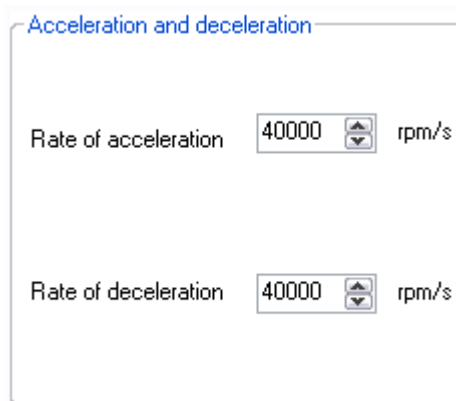 Acceleration and deceleration
Rate of acceleration 40000 rpm/s
Rate of deceleration 40000 rpm/s